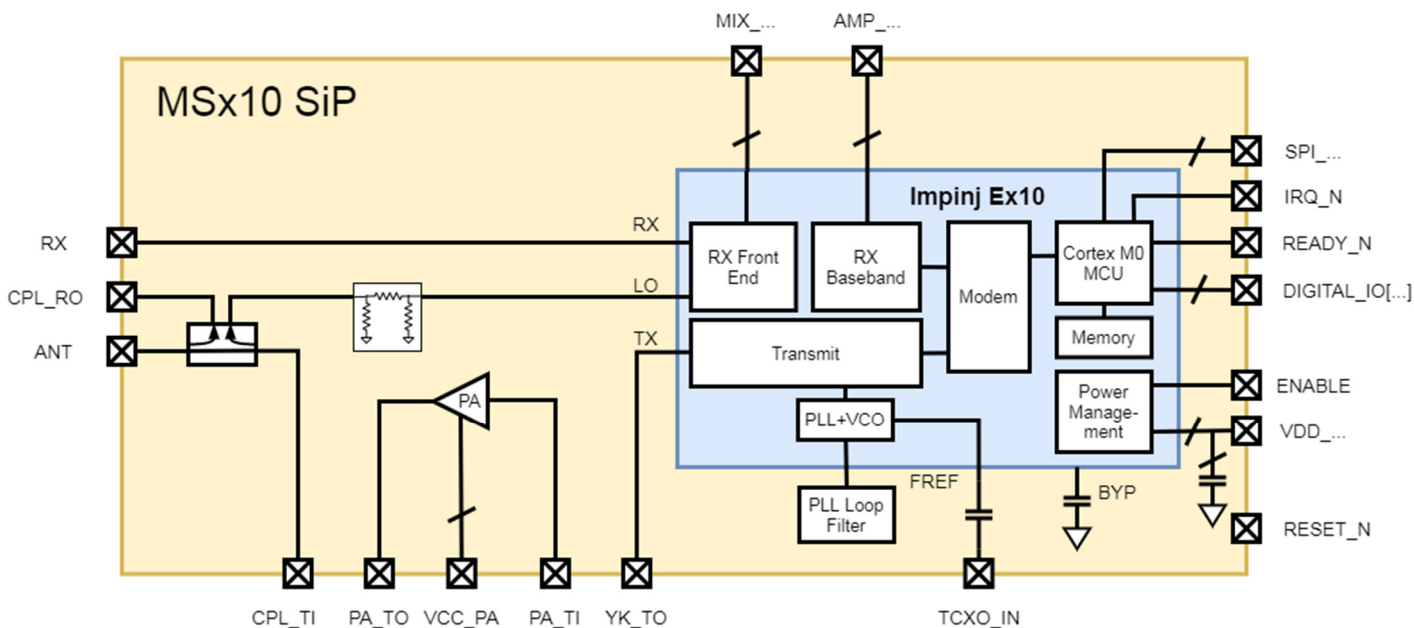 MIX_...
AMP_...
MSx10 SiP
SPI_...
Impinj Ex10
IRQ_N
RX
RX
RX Front
End
RX
Baseband
Modem
Cortex M0
MCU
READY_N
CPL_RO
LO
DIGITAL_IO[...]
ANT
TX
Transmit
Memory
PA
PLL+VCO
Power
Manage-
ment
ENABLE
VDD_...
FREF
BYP
PLL Loop
Filter
RESET_N
CPL_TI
PA_TO
VCC_PA
PA_TI
YK_TO
TCXO_IN